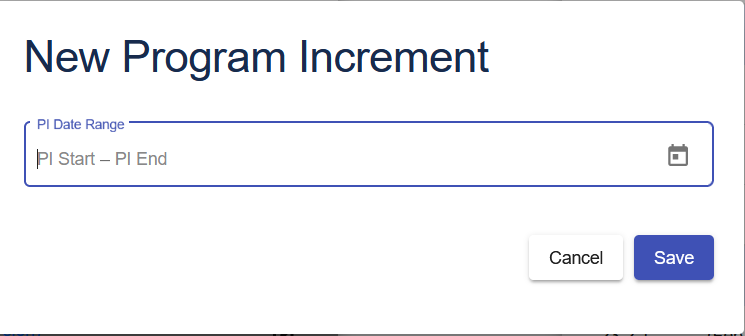 New Program Increment
PI Date Range
PI Start – PI End
Cancel
Save